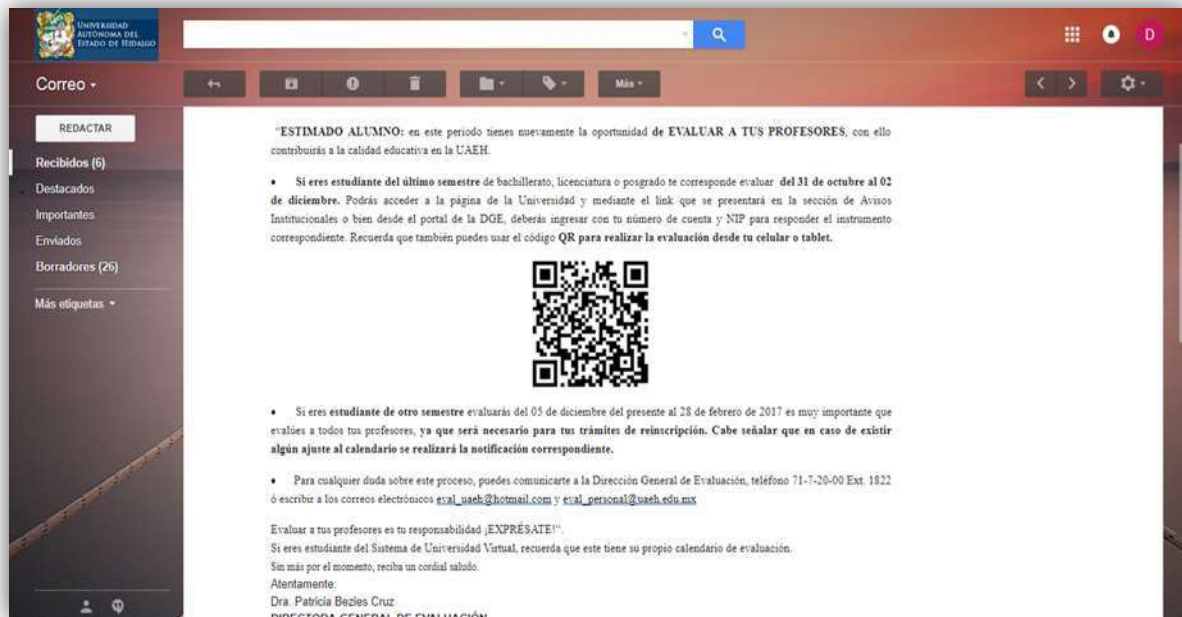 UNIVERSIDAD
AUTÓNOMA DEL
ESTADO DE HIDALGO
D
Correo
Más
REDACTAR
Recibidos (6)
Destacados
Importantes
Enviados
Borradores (26)
Más etiquetas
"ESTIMADO ALUMNO: en este periodo tienes nuevamente la oportunidad de EVALUAR A TUS PROFESORES, con ello
contribuirás a la calidad educativa en la UAEH.
• Si eres estudiante del último semestre de bachillerato, licenciatura o posgrado te corresponde evaluar del 31 de octubre al 02
de diciembre. Podrás acceder a la página de la Universidad y mediante el link que se presentará en la sección de Avisos
Institucionales o bien desde el portal de la DGE, deberás ingresar con tu número de cuenta y NIP para responder el instrumento
correspondiente. Recuerda que también puedes usar el código QR para realizar la evaluación desde tu celular o tablet.
• Si eres estudiante de otro semestre evaluarás del 05 de diciembre del presente al 28 de febrero de 2017 es muy importante que
evalúes a todos tus profesores, ya que será necesario para tus trámites de reinscripción. Cabe señalar que en caso de existir
algún ajuste al calendario se realizará la notificación correspondiente.
• Para cualquier duda sobre este proceso, puedes comunicarte a la Dirección General de Evaluación, teléfono 71-7-20-00 Ext. 1822
ó escribir a los correos electrónicos eval_uaeh@hotmail.com y eval_personal@uaeh.edu.mx
Evaluar a tus profesores es tu responsabilidad ¡EXPRÉSATE!".
Si eres estudiante del Sistema de Universidad Virtual, recuerda que este tiene su propio calendario de evaluación.
Sin más por el momento, reciba un cordial saludo.
Atentamente:
Dra. Patricia Bezies Cruz
DIRECTORA GENERAL DE EVALUACIÓN